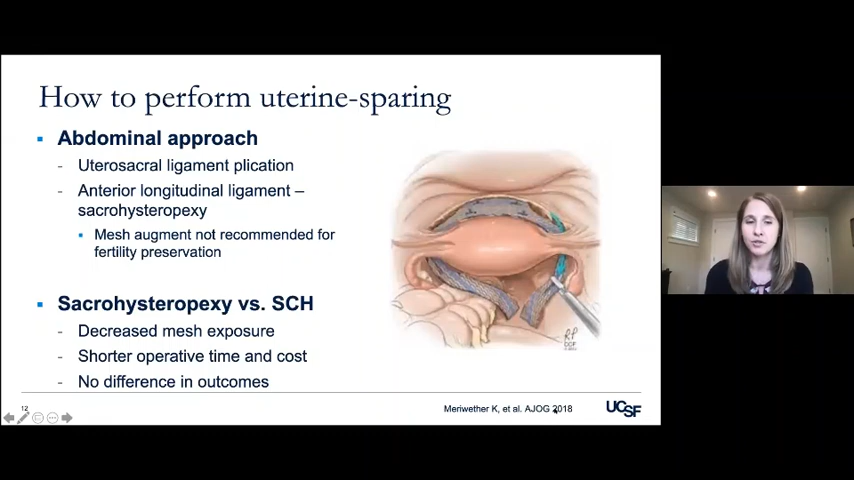 How to perform uterine-sparing
Abdominal approach
- Uterosacral ligament plication
- Anterior longitudinal ligament –
sacrohysteropexy
Mesh augment not recommended for
fertility preservation
Sacrohysteropexy vs. SCH
- Decreased mesh exposure
- Shorter operative time and cost
- No difference in outcomes
12
Meriwether K, et al. AJOG 2018
UCSF